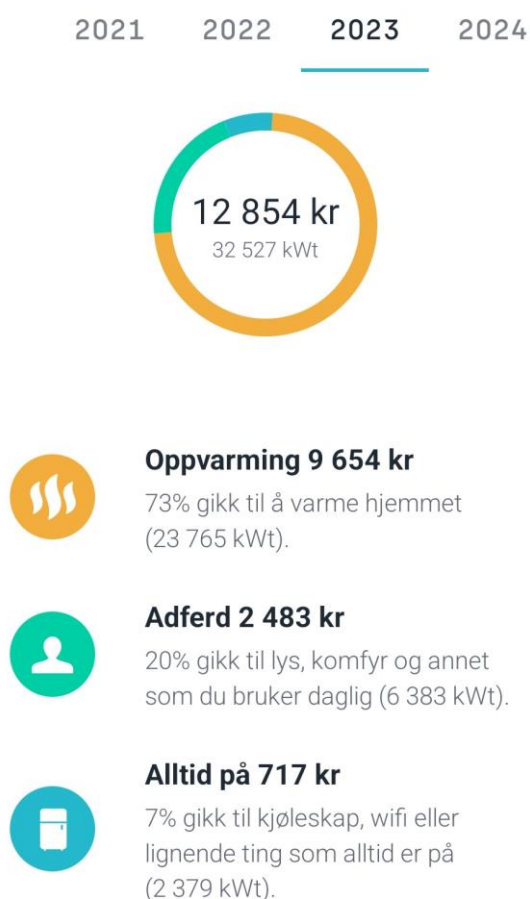 2021 2022 2023 2024
12 854 kr
32 527 kWt
Oppvarming 9 654 kr
73% gikk til å varme hjemmet
(23 765 kWt).
Adferd 2 483 kr
20% gikk til lys, komfyr og annet
som du bruker daglig (6 383 kWt).
Alltid på 717 kr
7% gikk til kjøleskap, wifi eller
lignende ting som alltid er på
(2 379 kWt).